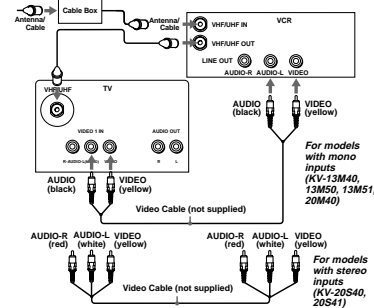 Antenna/
Cable
Cable Box
Antenna/
Cable
VCR
VHF/UHF IN
VHF/UHF OUT
LINE OUT
AUDIO-R AUDIO-L VIDEO
VHF/UHF
TV
VIDEO 1 IN
AUDIO OUT
R-AUDIO-L(MONO) VIDEO
R L
AUDIO
(black)
VIDEO
(yellow)
AUDIO
(black)
VIDEO
(yellow)
Video Cable (not supplied)
For models
with mono
inputs
(KV-13M40,
13M50, 13M51,
20M40)
AUDIO-R
(red)
AUDIO-L
(white)
VIDEO
(yellow)
AUDIO-R
(red)
AUDIO-L
(white)
VIDEO
(yellow)
Video Cable (not supplied)
For models
with stereo
inputs
(KV-20S40,
20S41)